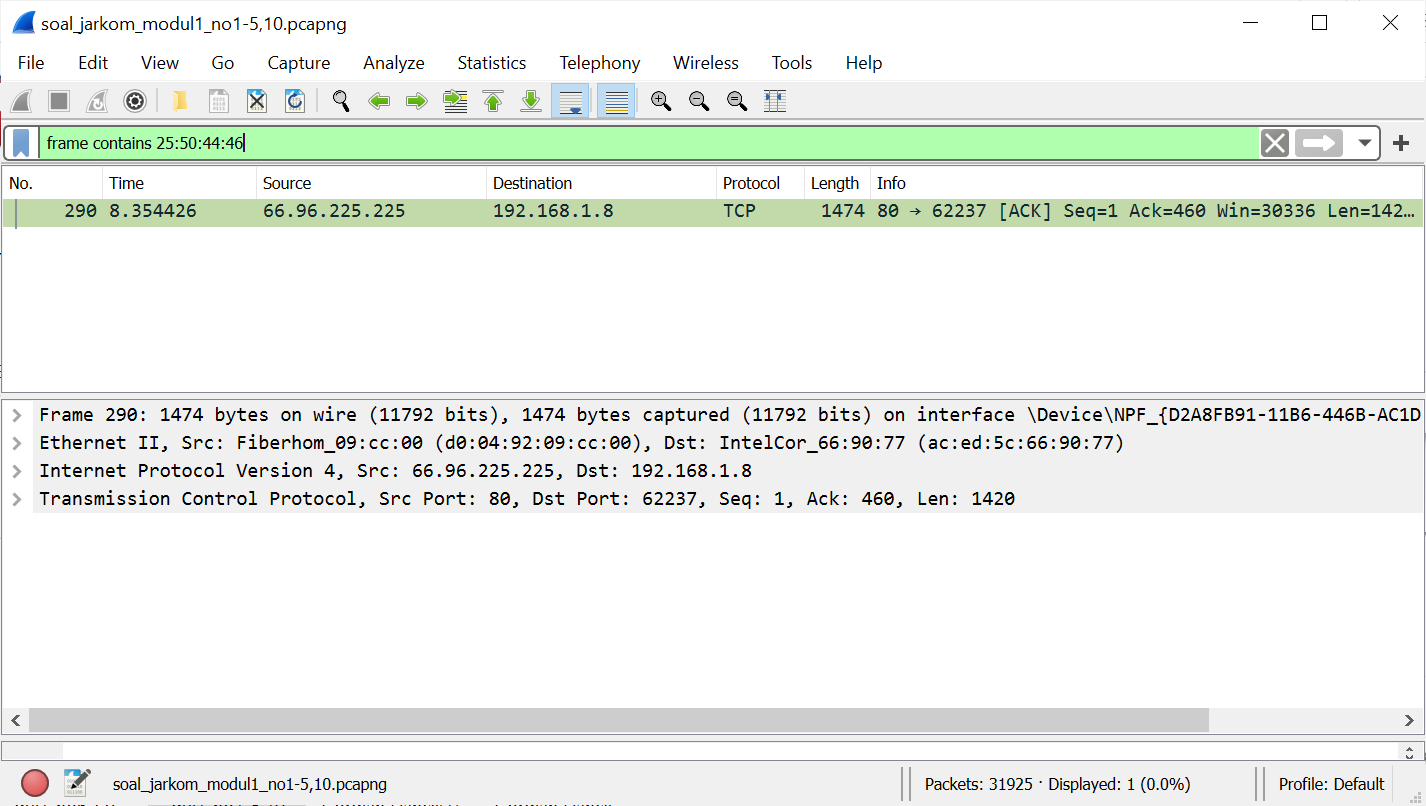 soal_jarkom_modul1_no1-5,10.pcapng
File Edit View Go Capture Analyze Statistics Telephony Wireless Tools Help
frame contains 25:50:44:46
No. Time Source Destination Protocol Length Info
290 8.354426 66.96.225.225 192.168.1.8 TCP 1474 80 → 62237 [ACK] Seq=1 Ack=460 Win=30336 Len=142…
Frame 290: 1474 bytes on wire (11792 bits), 1474 bytes captured (11792 bits) on interface \Device\NPF_{D2A8FB91-11B6-446B-AC1D
Ethernet II, Src: Fiberhom_09:cc:00 (d0:04:92:09:cc:00), Dst: IntelCor_66:90:77 (ac:ed:5c:66:90:77)
Internet Protocol Version 4, Src: 66.96.225.225, Dst: 192.168.1.8
Transmission Control Protocol, Src Port: 80, Dst Port: 62237, Seq: 1, Ack: 460, Len: 1420
soal_jarkom_modul1_no1-5,10.pcapng Packets: 31925 · Displayed: 1 (0.0%) Profile: Default